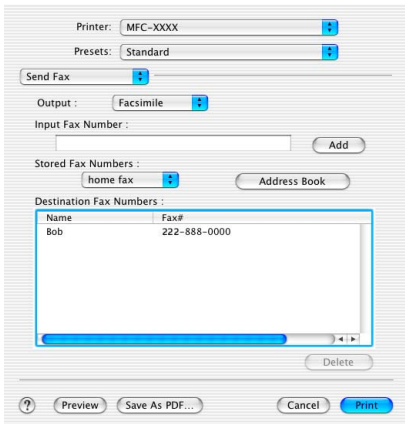 Printer: MFC-XXXX
Presets: Standard
Send Fax
Output : Facsimile
Input Fax Number :
Add
Stored Fax Numbers :
home fax Address Book
Destination Fax Numbers :
Name Fax#
Bob 222-888-0000
Delete
? Preview Save As PDF... Cancel Print